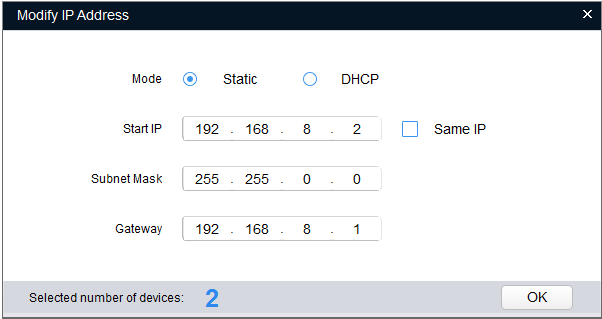 Modify IP Address ×
Mode Static DHCP
Start IP 192 . 168 . 8 . 2 Same IP
Subnet Mask 255 . 255 . 0 . 0
Gateway 192 . 168 . 8 . 1
Selected number of devices: 2 OK